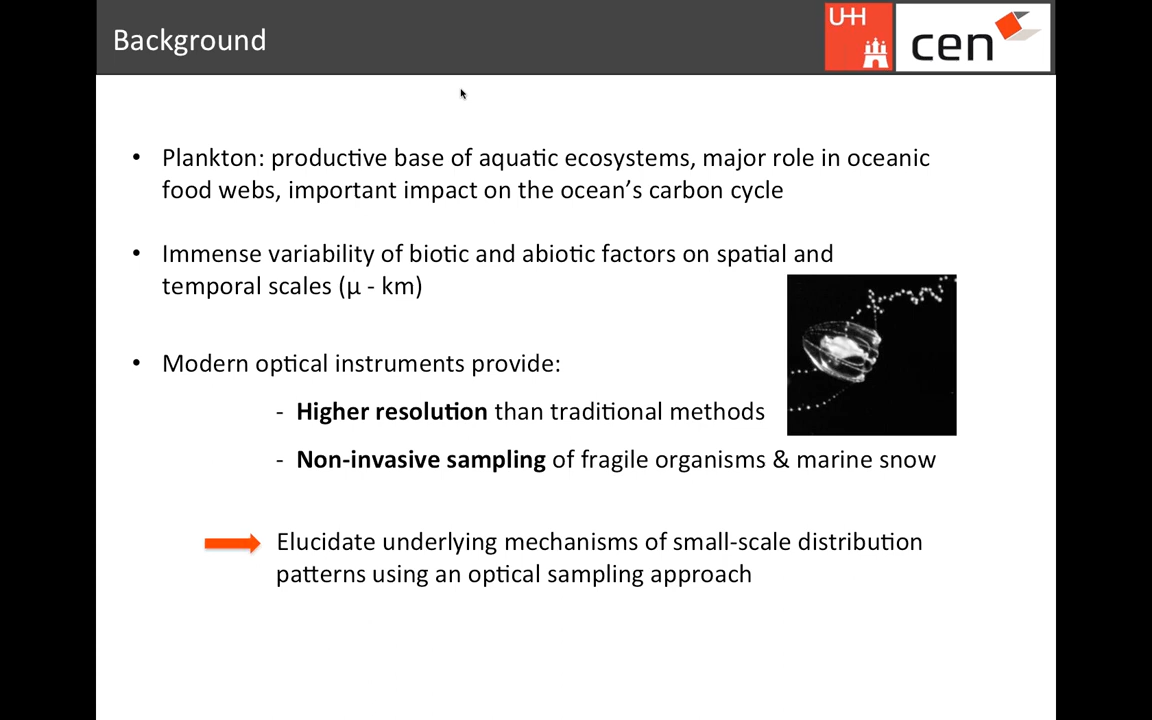 Background
UHH
cen
• Plankton: productive base of aquatic ecosystems, major role in oceanic
food webs, important impact on the ocean’s carbon cycle
• Immense variability of biotic and abiotic factors on spatial and
temporal scales (μ - km)
• Modern optical instruments provide:
- Higher resolution than traditional methods
- Non-invasive sampling of fragile organisms & marine snow
Elucidate underlying mechanisms of small-scale distribution
patterns using an optical sampling approach